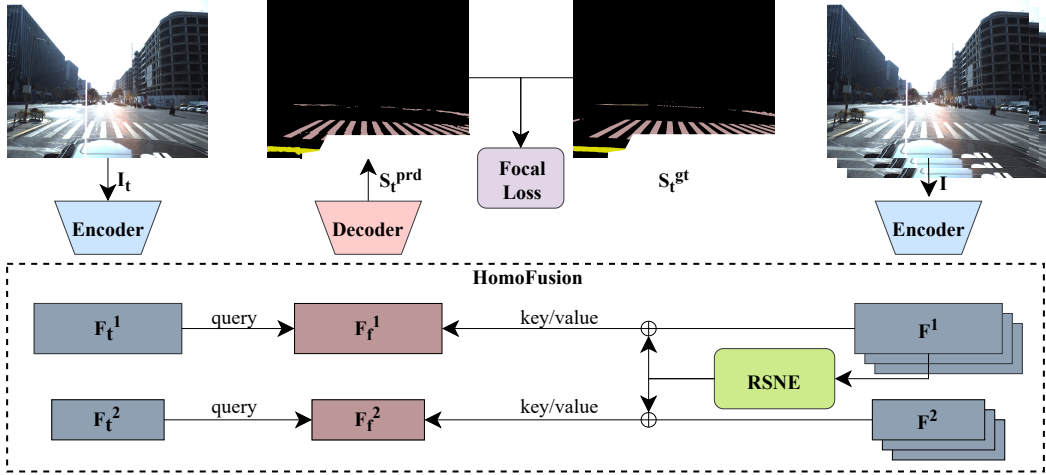 I_t
S_t^prd
Focal
Loss
S_t^gt
I
Encoder
Decoder
Encoder
HomoFusion
F_t^1
query
F_f^1
key/value
F^1
RSNE
F_t^2
query
F_f^2
key/value
F^2